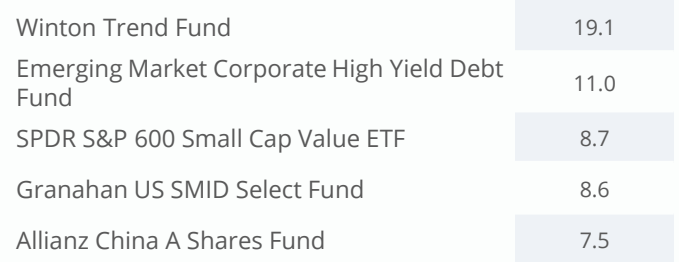 Winton Trend Fund 19.1
Emerging Market Corporate High Yield Debt
Fund 11.0
SPDR S&P 600 Small Cap Value ETF 8.7
Granahan US SMID Select Fund 8.6
Allianz China A Shares Fund 7.5